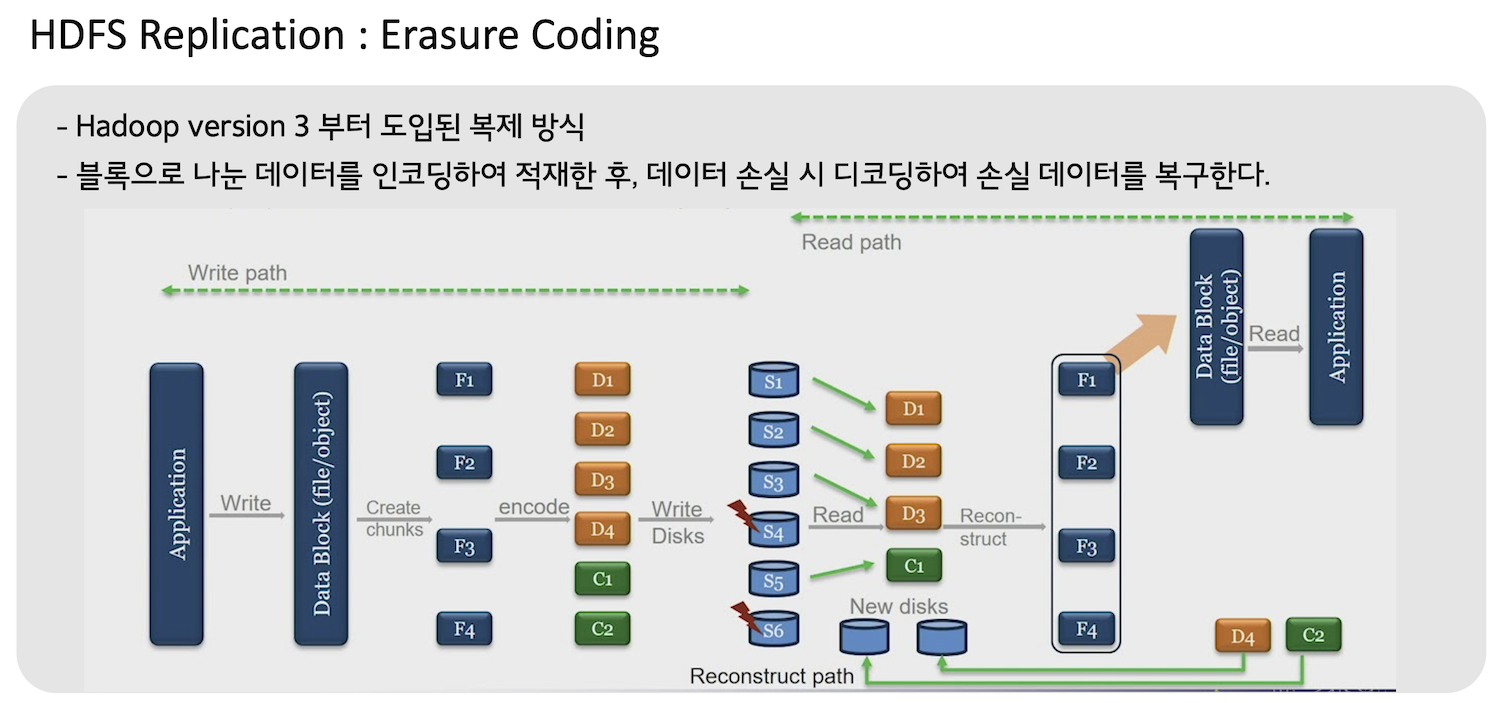 HDFS Replication : Erasure Coding
- Hadoop version 3 부터 도입된 복제 방식
- 블록으로 나눈 데이터를 인코딩하여 적재한 후, 데이터 손실 시 디코딩하여 손실 데이터를 복구한다.
Write path
Read path
Application
Write
Data Block (file/object)
Create
chunks
F1
F2
F3
F4
encode
D1
D2
D3
D4
C1
C2
Write
Disks
S1
S2
S3
S4
S5
S6
Read
D1
D2
D3
C1
New disks
Recon-
struct
F1
F2
F3
F4
Data Block
(file/object)
Read
Application
D4
C2
Reconstruct path